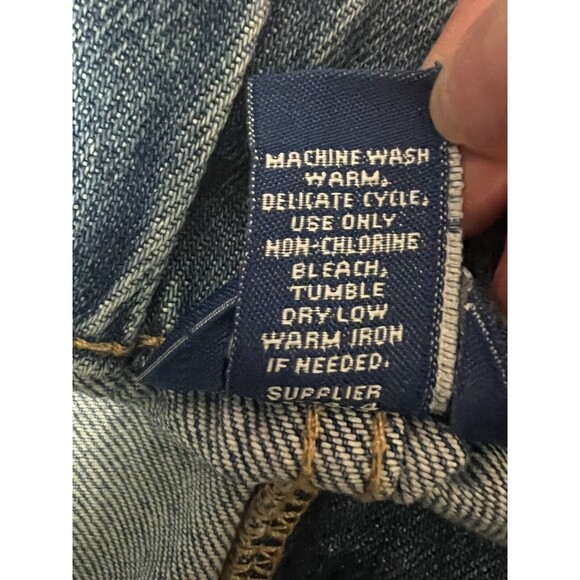 MACHINE WASH
WARM,
DELICATE CYCLE,
USE ONLY
NON-CHLORINE
BLEACH,
TUMBLE
DRY LOW
WARM IRON
IF NEEDED.
SUPPLIER